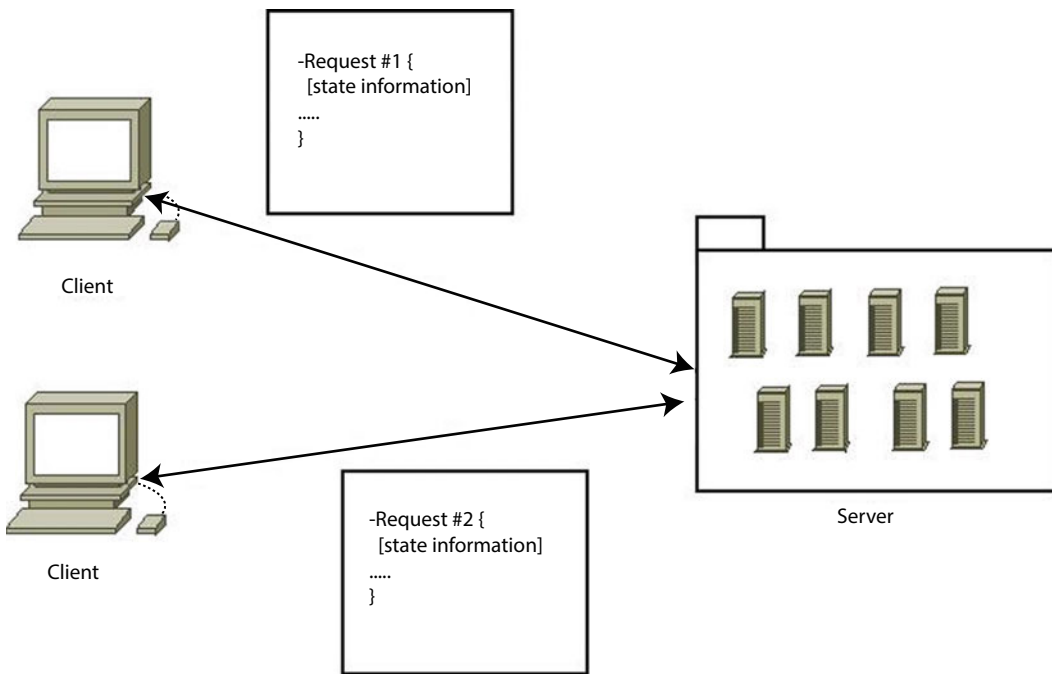 -Request #1 {
[state information]
.....
}
Client
Server
Client
-Request #2 {
[state information]
.....
}